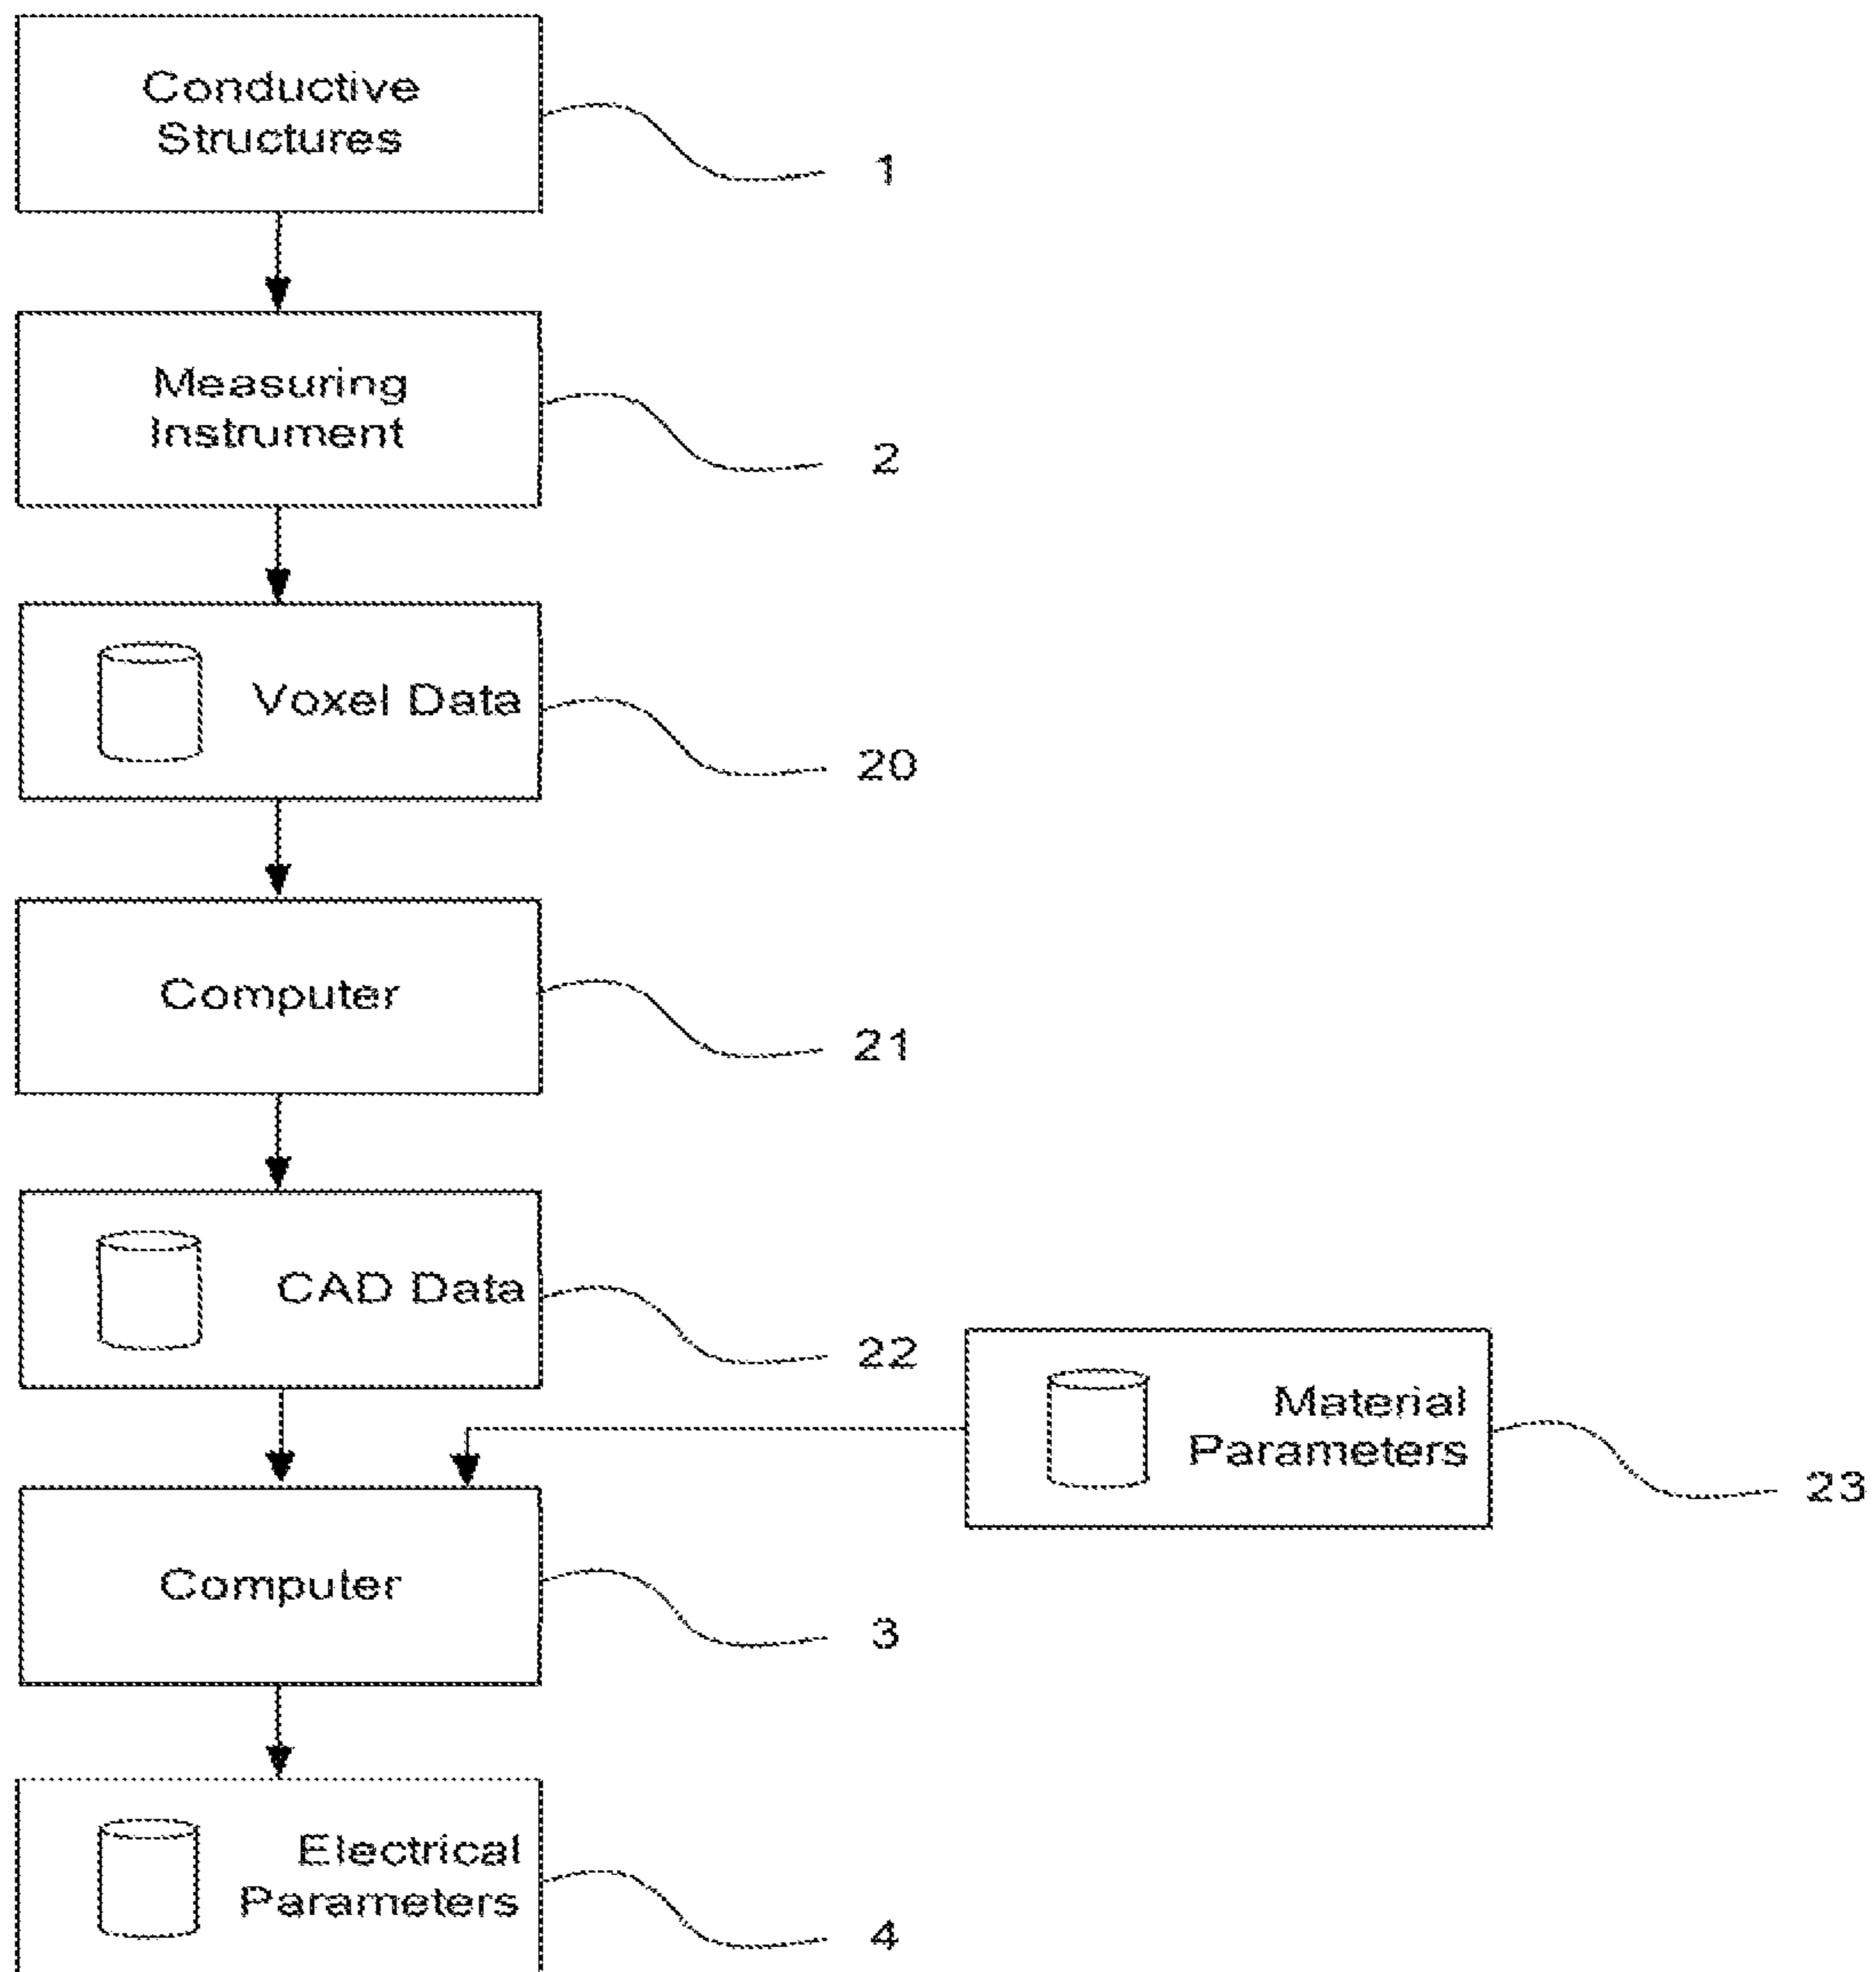 Conductive
Structures
1
Measuring
Instrument
2
Voxel Data
20
Computer
21
CAD Data
22
Material
Parameters
23
Computer
3
Electrical
Parameters
4